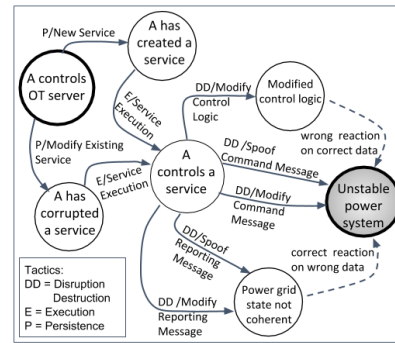 P/New Service
A has
created a
service
A controls
OT server
E/Service
Execution
P/Modify Existing
Service
E/Service
Execution
A has
corrupted
a service
A
controls a
service
DD/Modify
Control
Logic
Modified
control logic
wrong reaction
on correct data
DD /Spoof
Command Message
DD/Modify
Command
Message
Unstable
power
system
DD/Spoof
Reporting
Message
DD /Modify
Reporting
Message
Power grid
state not
coherent
correct reaction
on wrong data
Tactics:
DD = Disruption
Destruction
E = Execution
P = Persistence